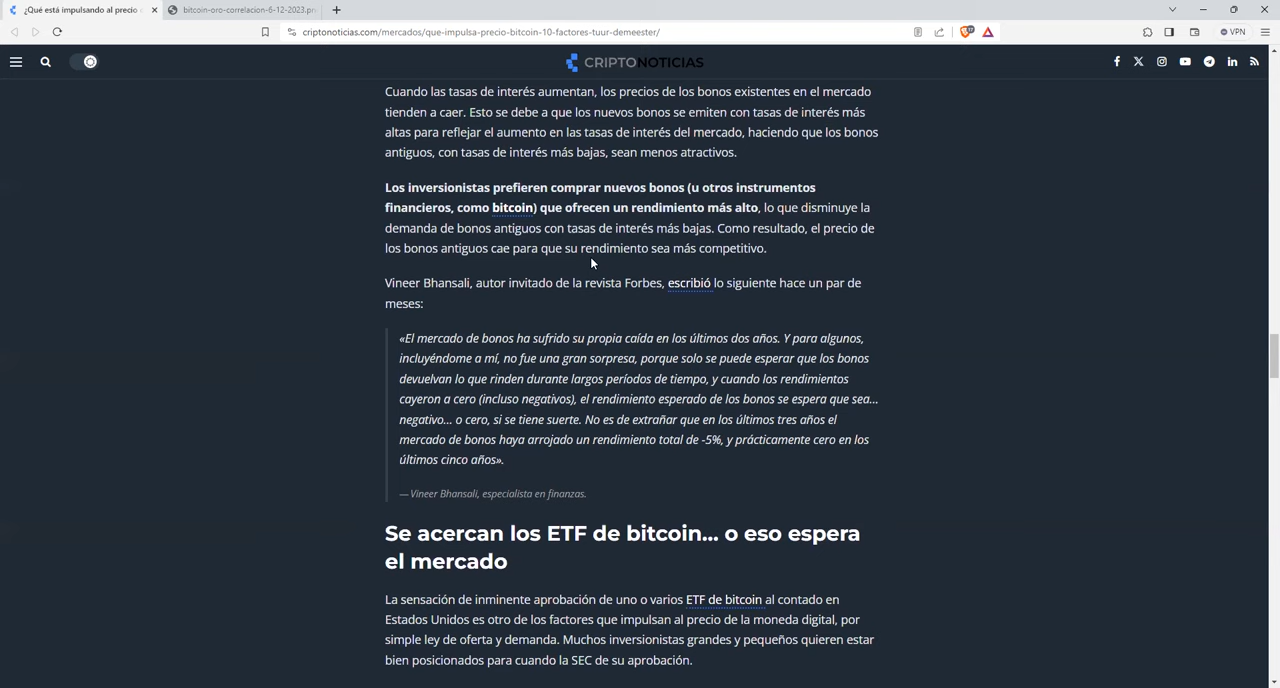 ¿Qué está impulsando al precio
bitcoin-oro-correlacion-6-12-2023.pn
criptonoticias.com/mercados/que-impulsa-precio-bitcoin-10-factores-tuur-demeester/
VPN
CRIPTONOTICIAS
Cuando las tasas de interés aumentan, los precios de los bonos existentes en el mercado
tienden a caer. Esto se debe a que los nuevos bonos se emiten con tasas de interés más
altas para reflejar el aumento en las tasas de interés del mercado, haciendo que los bonos
antiguos, con tasas de interés más bajas, sean menos atractivos.
Los inversionistas prefieren comprar nuevos bonos (u otros instrumentos
financieros, como bitcoin) que ofrecen un rendimiento más alto, lo que disminuye la
demanda de bonos antiguos con tasas de interés más bajas. Como resultado, el precio de
los bonos antiguos cae para que su rendimiento sea más competitivo.
Vineer Bhansali, autor invitado de la revista Forbes, escribió lo siguiente hace un par de
meses:
«El mercado de bonos ha sufrido su propia caída en los últimos dos años. Y para algunos,
incluyéndome a mí, no fue una gran sorpresa, porque solo se puede esperar que los bonos
devuelvan lo que rinden durante largos períodos de tiempo, y cuando los rendimientos
cayeron a cero (incluso negativos), el rendimiento esperado de los bonos se espera que sea...
negativo... o cero, si se tiene suerte. No es de extrañar que en los últimos tres años el
mercado de bonos haya arrojado un rendimiento total de -5%, y prácticamente cero en los
últimos cinco años».
— Vineer Bhansali, especialista en finanzas.
Se acercan los ETF de bitcoin... o eso espera
el mercado
La sensación de inminente aprobación de uno o varios ETF de bitcoin al contado en
Estados Unidos es otro de los factores que impulsan al precio de la moneda digital, por
simple ley de oferta y demanda. Muchos inversionistas grandes y pequeños quieren estar
bien posicionados para cuando la SEC de su aprobación.